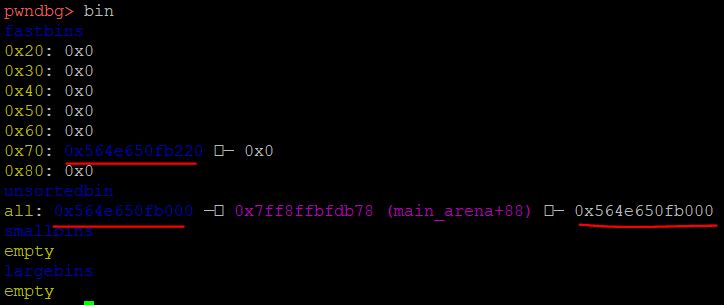 pwndbg> bin
fastbins
0x20: 0x0
0x30: 0x0
0x40: 0x0
0x50: 0x0
0x60: 0x0
0x70: 0x564e650fb220 □— 0x0
0x80: 0x0
unsortedbin
all: 0x564e650fb000 —□ 0x7ff8ffbfdb78 (main_arena+88) □— 0x564e650fb000
smallbins
empty
largebins
empty